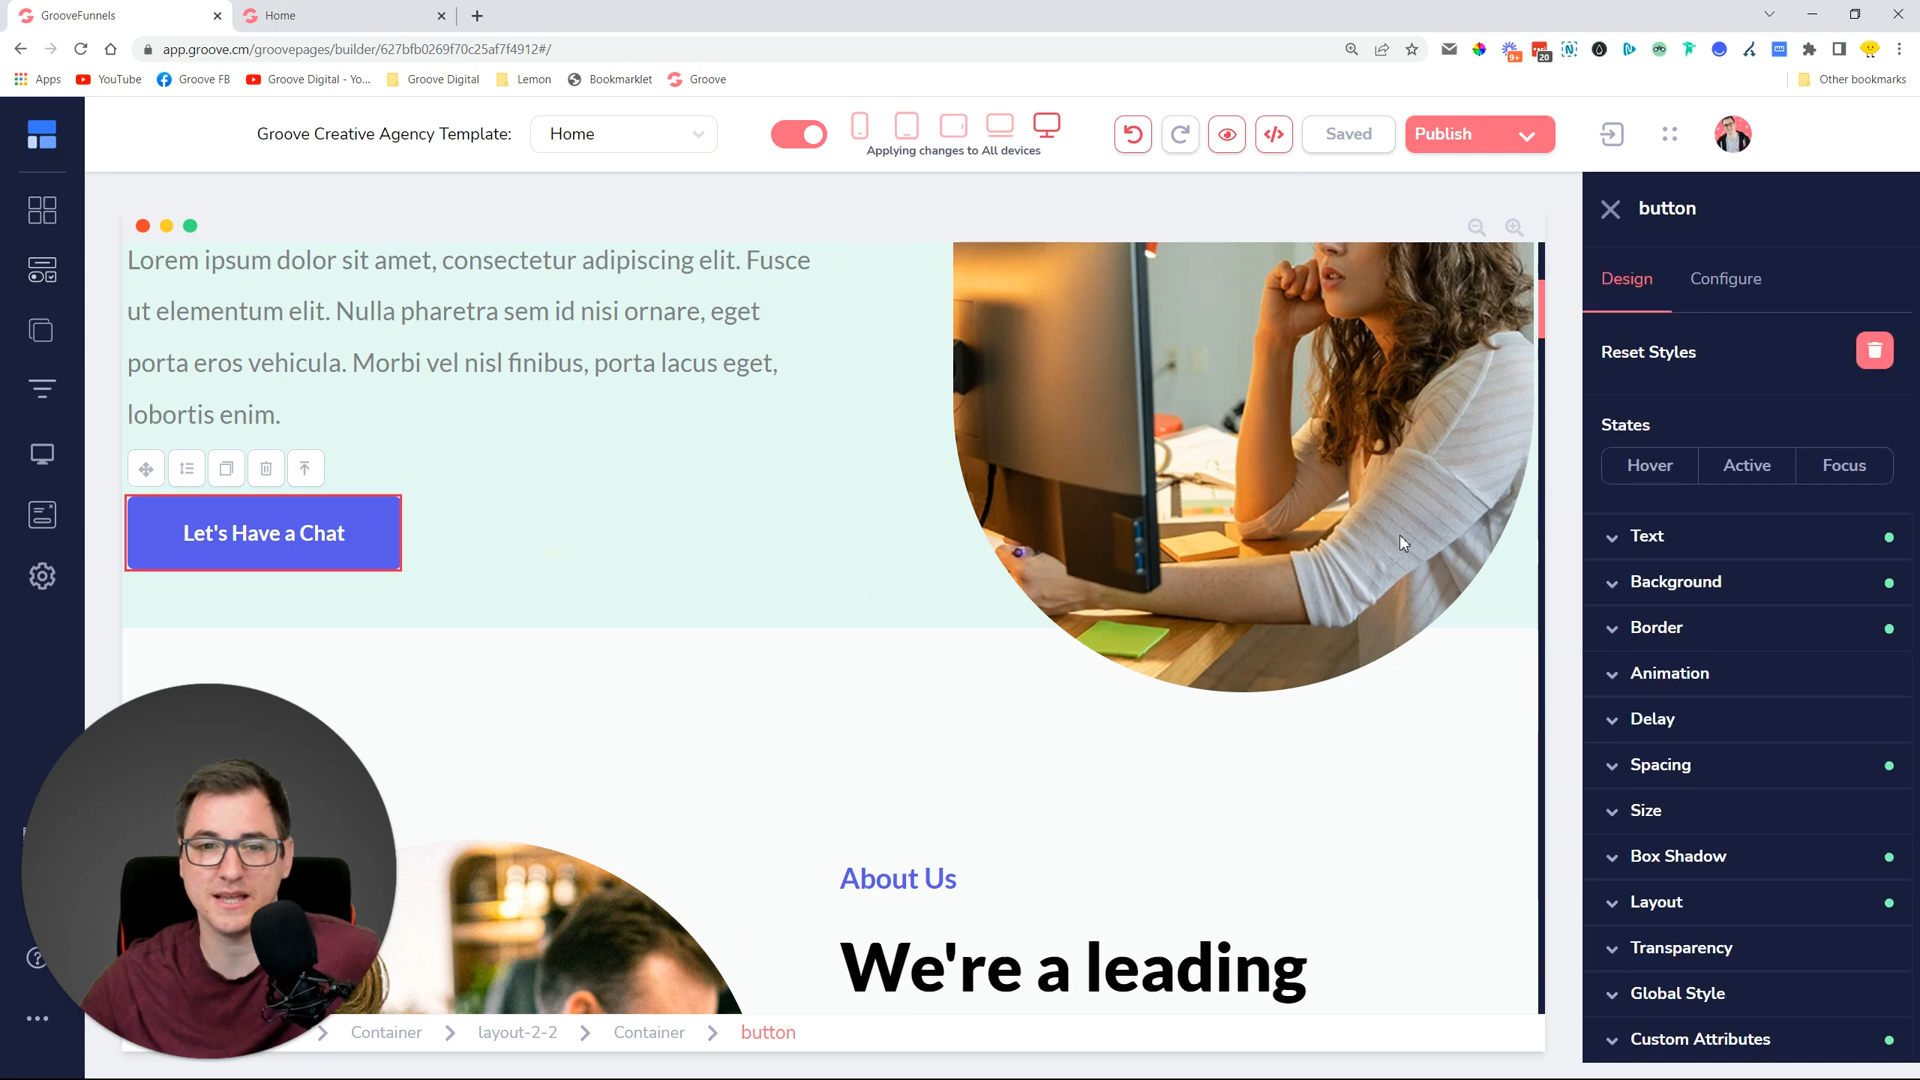 GrooveFunnels
Home
app.groove.cm/groovepages/builder/627bfb0269f70c25af7f4912#/
9+
20
Apps
YouTube
Groove FB
Groove Digital - Yo...
Groove Digital
Lemon
Bookmarklet
Groove
Other bookmarks
Groove Creative Agency Template:
Home
Applying changes to All devices
Saved
Publish
button
Design
Configure
Reset Styles
States
Hover
Active
Focus
Text
Background
Border
Animation
Delay
Spacing
Size
Box Shadow
Layout
Transparency
Global Style
Custom Attributes
Lorem ipsum dolor sit amet, consectetur adipiscing elit. Fusce
ut elementum elit. Nulla pharetra sem id nisi ornare, eget
porta eros vehicula. Morbi vel nisl finibus, porta lacus eget,
lobortis enim.
Let's Have a Chat
About Us
We're a leading
Container
layout-2-2
Container
button